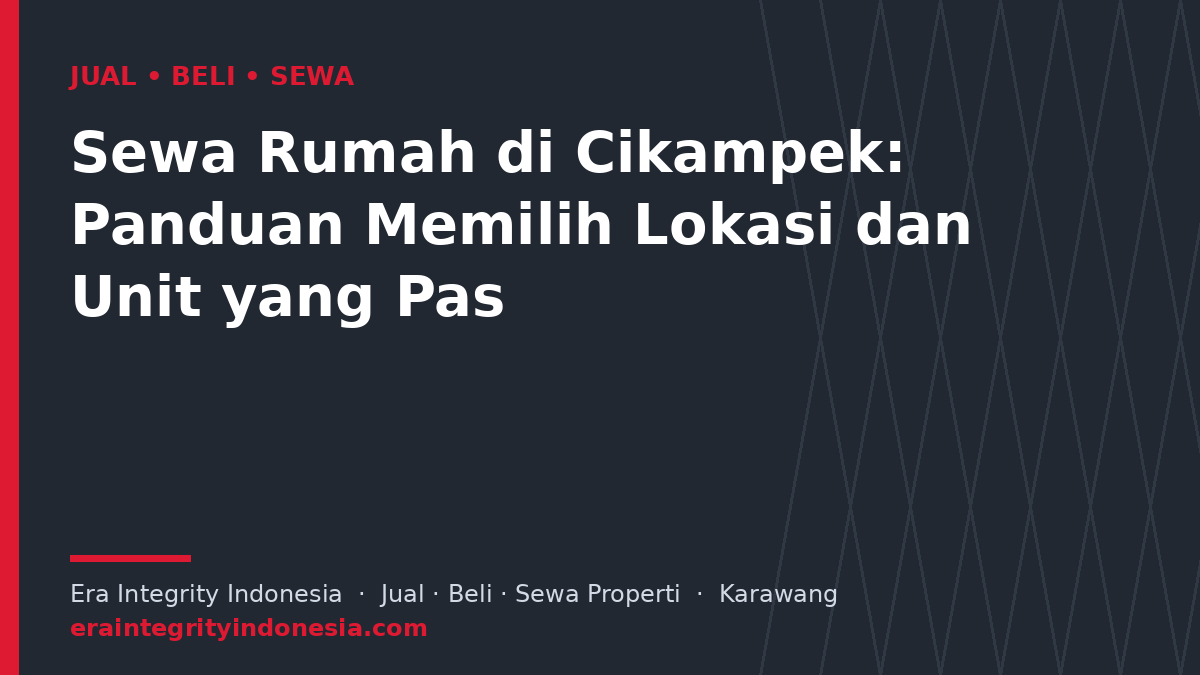 JUAL • BELI • SEWA
Sewa Rumah di Cikampek:
Panduan Memilih Lokasi dan
Unit yang Pas
Era Integrity Indonesia · Jual · Beli · Sewa Properti · Karawang
eraintegrityindonesia.com